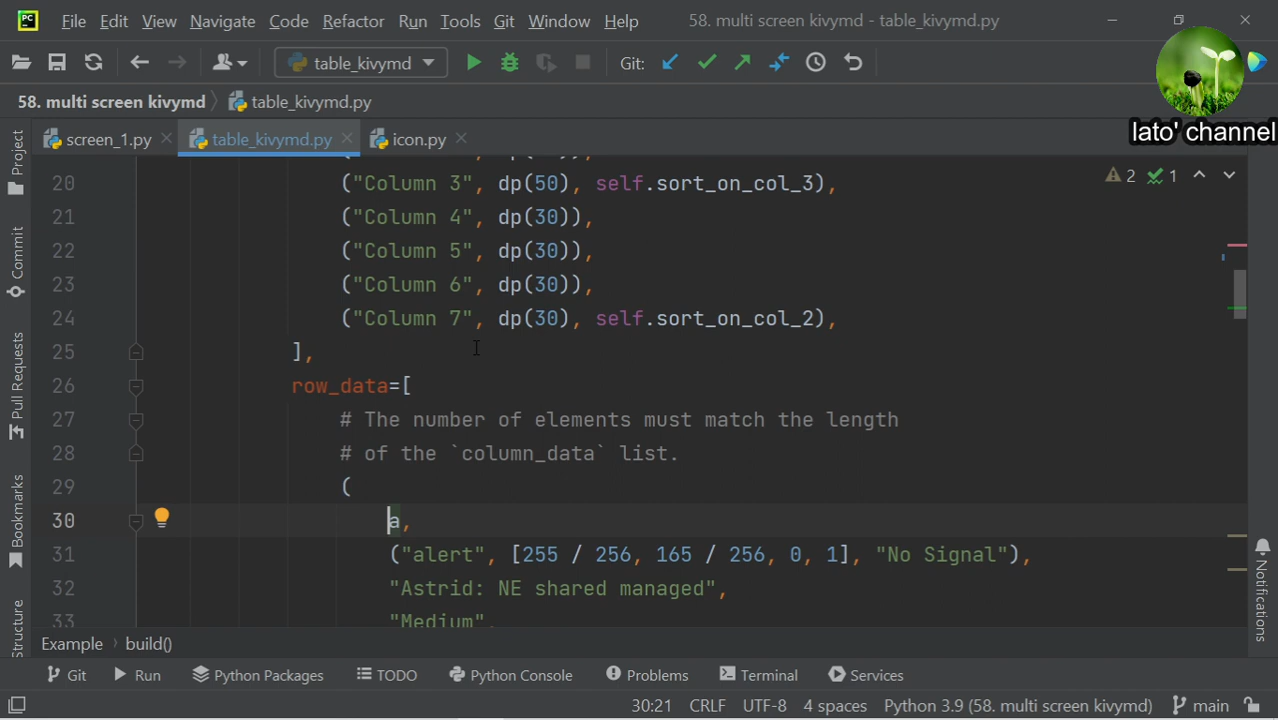 File Edit View Navigate Code Refactor Run Tools Git Window Help 58. multi screen kivymd - table_kivymd.py
table_kivymd Git:
58. multi screen kivymd table_kivymd.py
lato' channel
screen_1.py table_kivymd.py icon.py
2 1
20
21 ("Column 3", dp(50), self.sort_on_col_3),
22 ("Column 4", dp(30)),
("Column 5", dp(30)),
23 ("Column 6", dp(30)),
24 ("Column 7", dp(30), self.sort_on_col_2),
25 ],
26 row_data=[
27 # The number of elements must match the length
28 # of the `column_data` list.
29 (
30 a,
31 ("alert", [255 / 256, 165 / 256, 0, 1], "No Signal"),
32 "Astrid: NE shared managed",
33 "Medium",
Project
Commit
Pull Requests
Bookmarks
Structure
Notifications
Example build()
Git Run Python Packages TODO Python Console Problems Terminal Services
30:21 CRLF UTF-8 4 spaces Python 3.9 (58. multi screen kivymd) main